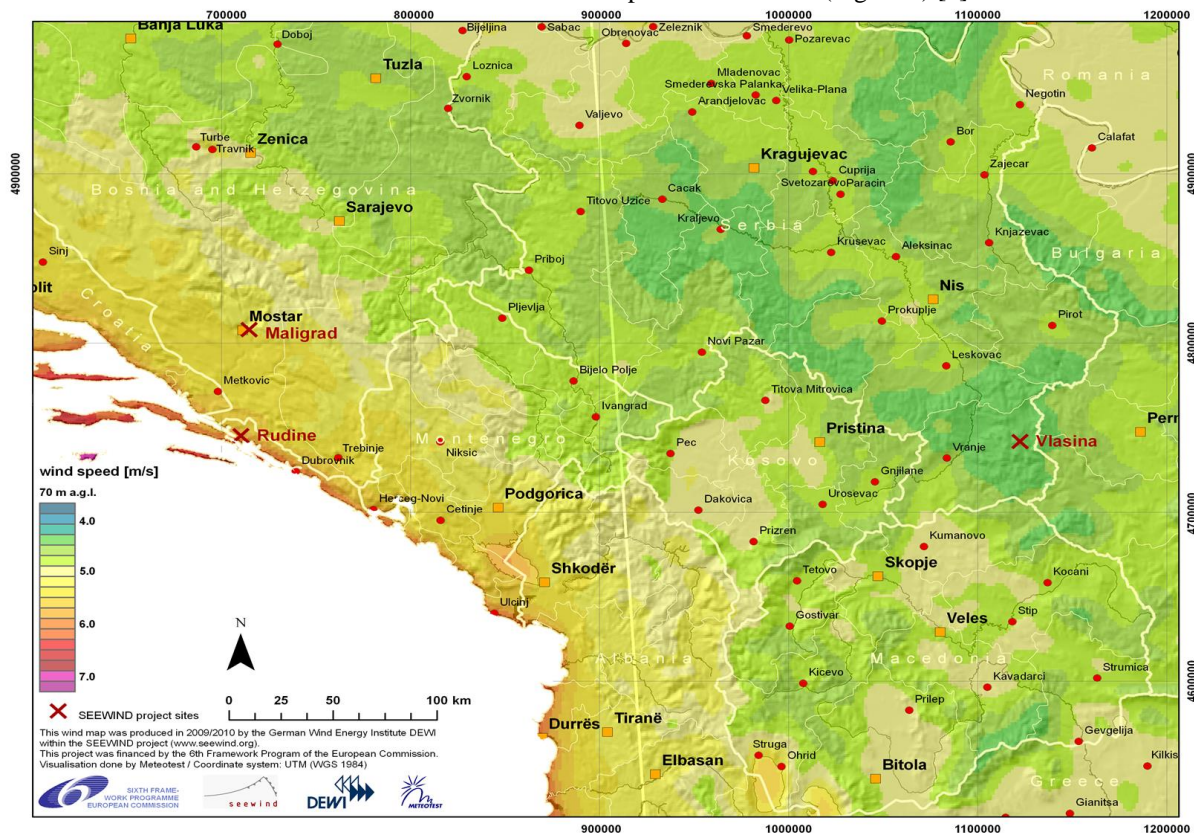 700000 800000 900000 1000000 1100000 1200000
Banja Luka
Doboj
Bijeljina
Sabac
Obrenovac
Zeleznik
Smederevo
Pozarevac
Romania
Tuzla
Loznica
Zvornik
Valjevo
Mladenovac
Smederevska Palanka
Velika-Plana
Arandjelovac
Negotin
Bor
Calafat
Turbe
Travnik
Zenica
Kragujevac
Cuprija
Svetozarevo
Paracin
Zajecar
4900000
4900000
Bosnia and Herzegovina
Sarajevo
Titovo Uzice
Cacak
Kraljevo
Serbia
Krusevac
Aleksinac
Knjazevac
Bulgaria
Sinj
Priboj
Nis
plit
Croatia
Mostar
Maligrad
Pljevlja
Prokuplje
Pirot
4800000
4800000
Novi Pazar
Leskovac
Metkovic
Bijelo Polje
Titova Mitrovica
Ivangrad
Rudine
Montenegro
Niksic
Trebinje
Dubrovnik
Pec
Pristina
Kosovo
Vranje
Vlasina
Pern
Gnjilane
Urosevac
Dakovica
Prizren
Herceg-Novi
Cetinje
Podgorica
4700000
Kumanovo
Skopje
Tetovo
Kocani
Shkodër
Ulcinj
Gostivar
Stip
Veles
Albania
Macedonia
Kicevo
Kavadarci
Strumica
4600000
Prilep
Durrës
Tiranë
Gevgelija
Struga
Ohrid
Elbasan
Bitola
Kilkis
Greece
Gianitsa
wind speed [m/s]
70 m a.g.l.
4.0
5.0
6.0
7.0
N
0 50 100 km
SEEWIND project sites
This wind map was produced in 2009/2010 by the German Wind Energy Institute DEWI
within the SEEWIND project (www.seewind.org).
This project was financed by the 6th Framework Program of the European Commission.
Visualisation done by Meteotest / Coordinate system: UTM (WGS 1984)
SIXTH FRAME-
WORK PROGRAMME
EUROPEAN COMMISSION
seewind
DEWI
METEOTEST
900000 1000000 1100000 1200000